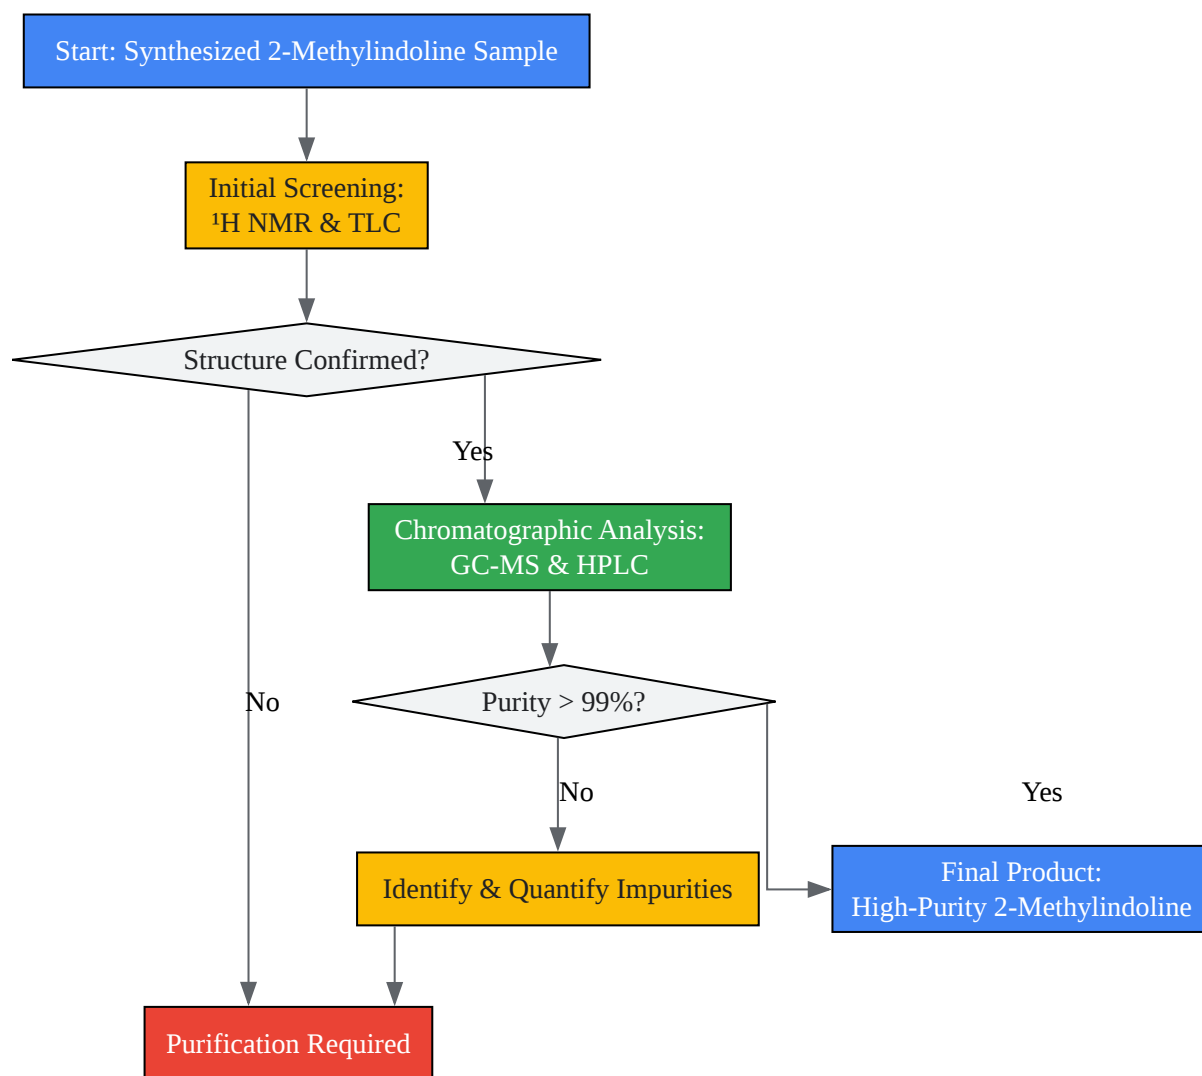 Start: Synthesized 2-Methylindoline Sample
Initial Screening:
¹H NMR & TLC
Structure Confirmed?
Yes
Chromatographic Analysis:
GC-MS & HPLC
No
Purity > 99%?
No
Yes
Identify & Quantify Impurities
Final Product:
High-Purity 2-Methylindoline
Purification Required